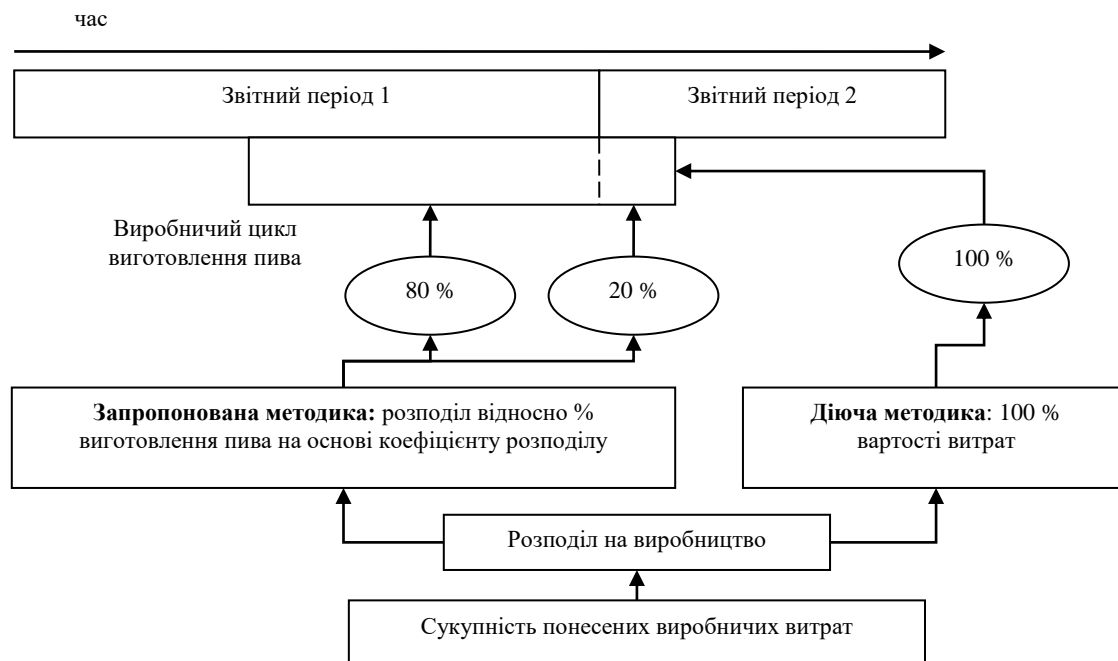 час
Звітний період 1
Звітний період 2
Виробничий цикл
виготовлення пива
80 %
20 %
100 %
Запропонована методика: розподіл відносно %
виготовлення пива на основі коефіцієнту розподілу
Діюча методика: 100 %
вартості витрат
Розподіл на виробництво
Сукупність понесених виробничих витрат